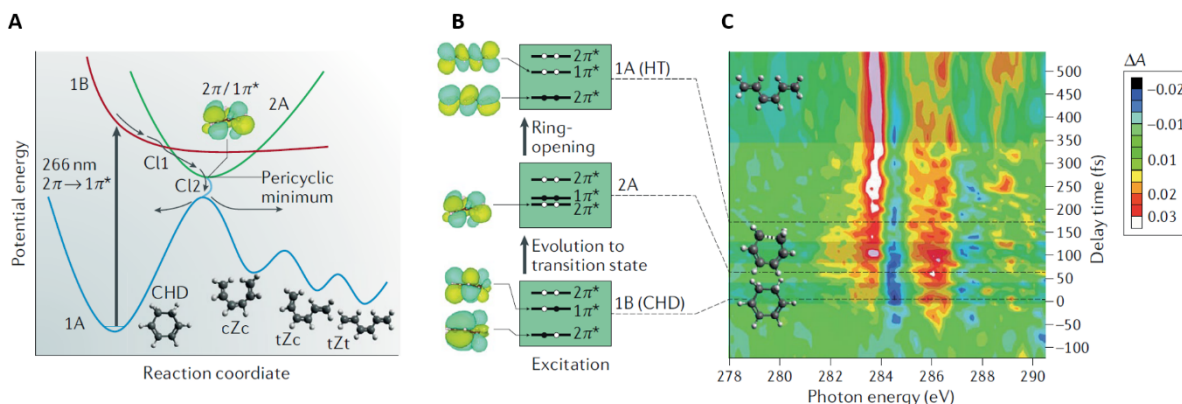 A
1B
2π/1π*
2A
266 nm
2π→1π*
CI1
CI2
Pericyclic
minimum
CHD
cZc
tZc
tZt
1A
Potential energy
Reaction coordiate
B
2π*
1π*
2π*
1A (HT)
Ring-
opening
2π*
1π*
2π*
2A
Evolution to
transition state
2π*
1π*
2π*
1B (CHD)
Excitation
C
500
450
400
350
300
250
200
150
100
50
0
−50
−100
Delay time (fs)
278
280
282
284
286
288
290
Photon energy (eV)
ΔA
−0.02
−0.01
0.01
0.02
0.03